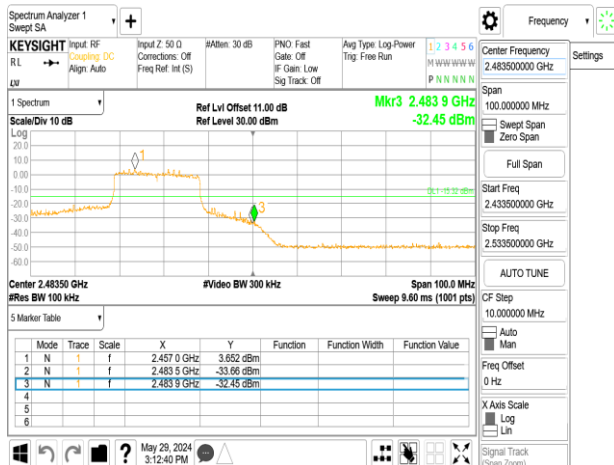 Spectrum Analyzer 1
Swept SA
+
Frequency
KEYSIGHT Input: RF Input Z: 50 Ω #Atten: 30 dB PNO: Fast Avg Type: Log-Power 1 2 3 4 5 6
RL Coupling: DC Corrections: Off Gate: Off Trig: Free Run M W W W W W
Align: Auto Freq Ref: Int (S) IF Gain: Low
Sig Track: Off P N N N N N
LXI
1 Spectrum
Ref Lvl Offset 11.00 dB Mkr3 2.483 9 GHz
Scale/Div 10 dB Ref Level 30.00 dBm -32.45 dBm
Log
20.0
10.0
0.00
-10.0
-20.0
-30.0
-40.0
-50.0
-60.0
1
3
DL1 -15.32 dBm
Center 2.48350 GHz #Video BW 300 kHz Span 100.0 MHz
#Res BW 100 kHz Sweep 9.60 ms (1001 pts)
5 Marker Table
Mode Trace Scale X Y Function Function Width Function Value
1 N 1 f 2.457 0 GHz 3.652 dBm
2 N 1 f 2.483 5 GHz -33.66 dBm
3 N 1 f 2.483 9 GHz -32.45 dBm
4
5
6
?
May 29, 2024
3:12:40 PM
Center Frequency
2.483500000 GHz
Settings
Span
100.000000 MHz
Swept Span
Zero Span
Full Span
Start Freq
2.433500000 GHz
Stop Freq
2.533500000 GHz
AUTO TUNE
CF Step
10.000000 MHz
Auto
Man
Freq Offset
0 Hz
X Axis Scale
Log
Lin
Signal Track
(Span Zoom)